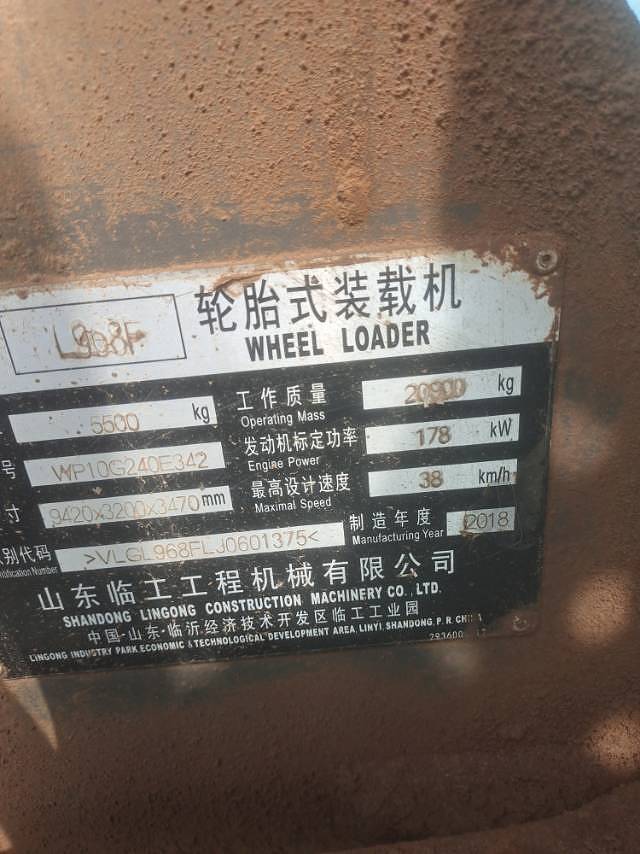 L968F
轮胎式装载机
WHEEL LOADER
5500 kg
工作质量 20900 kg
Operating Mass
号 WP10G240E342
发动机标定功率 178 kW
Engine Power
寸 9420x3200x3470 mm
最高设计速度 38 km/h
Maximal Speed
别代码 >VLGL968FLJ0601375<
ntification Number
制造年度 2018
Manufacturing Year
山东临工工程机械有限公司
SHANDONG LINGONG CONSTRUCTION MACHINERY CO., LTD.
中国·山东·临沂经济技术开发区临工工业园
LINGONG INDUSTRY PARK ECONOMIC & TECHNOLOGICAL DEVELOPMENT AREA, LINYI, SHANDONG, P. R. CHINA